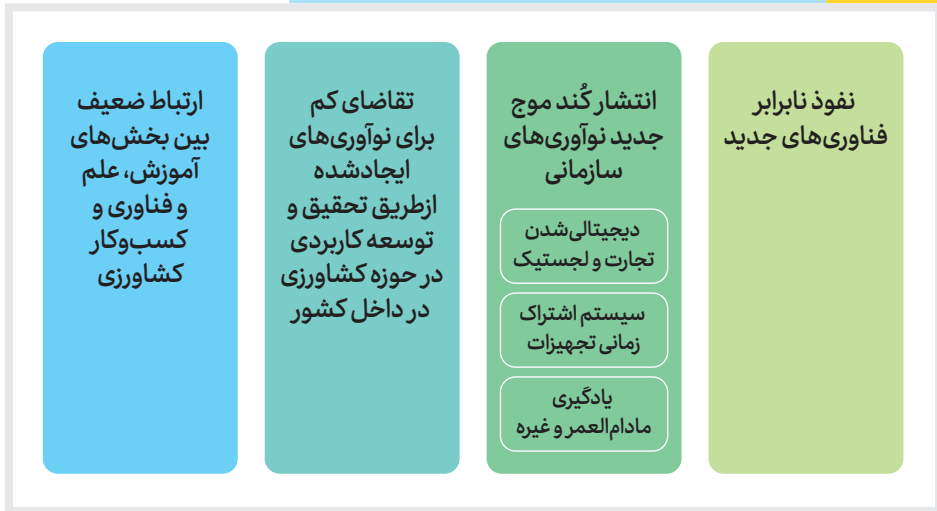 نفوذ نابرابر
فناوری‌های جدید
انتشار کُند موج
جدید نوآوری‌های
سازمانی
دیجیتالی‌شدن
تجارت و لجستیک
سیستم اشتراک
زمانی تجهیزات
یادگیری
مادام‌العمر و غیره
تقاضای کم
برای نوآوری‌های
ایجادشده
ازطریق تحقیق و
توسعه کاربردی
در حوزه کشاورزی
در داخل کشور
ارتباط ضعیف
بین بخش‌های
آموزش، علم
و فناوری و
کسب‌وکار
کشاورزی